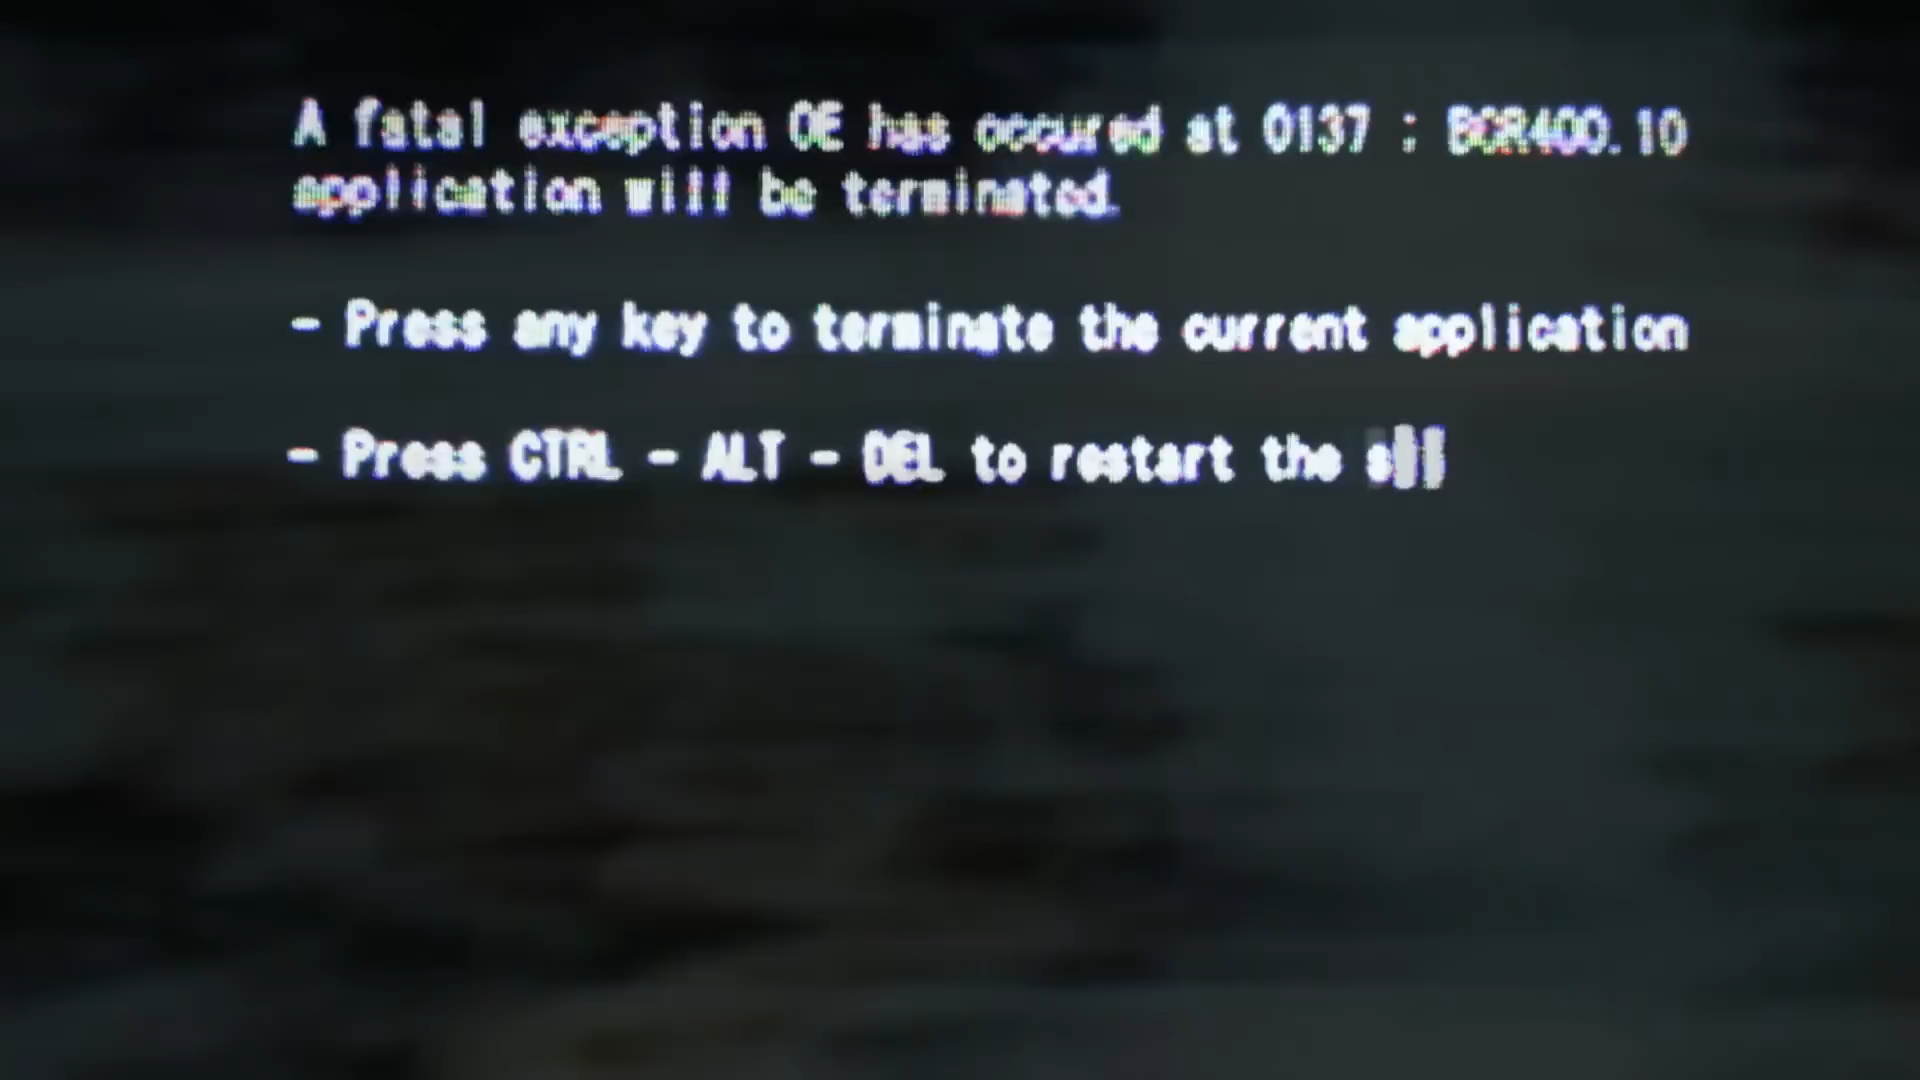 A fatal exception OE has occured at 0137 : BCR400.10
application will be terminated.
- Press any key to terminate the current application
- Press CTRL - ALT - DEL to restart the s